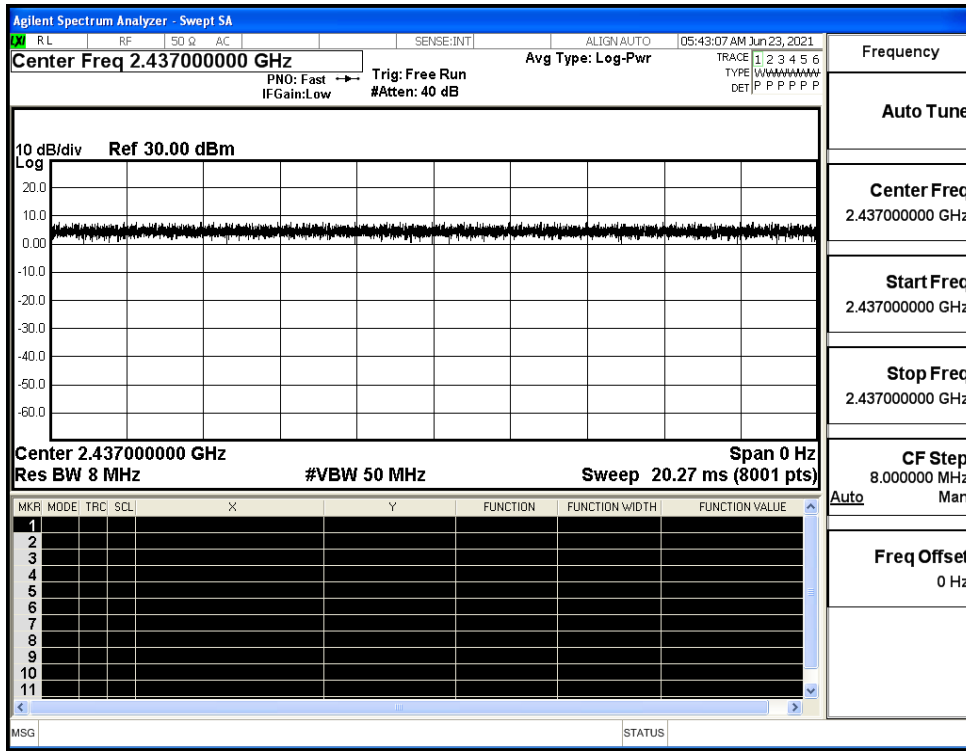 Agilent Spectrum Analyzer - Swept SA
LXI RL RF 50 Ω AC SENSE:INT ALIGN AUTO 05:43:07 AM Jun 23, 2021
Center Freq 2.437000000 GHz
Avg Type: Log-Pwr
TRACE 1 2 3 4 5 6
TYPE
DET P P P P P P
PNO: Fast
IFGain:Low
Trig: Free Run
#Atten: 40 dB
10 dB/div Ref 30.00 dBm
Log
20.0
10.0
0.00
-10.0
-20.0
-30.0
-40.0
-50.0
-60.0
Center 2.437000000 GHz Span 0 Hz
Res BW 8 MHz #VBW 50 MHz Sweep 20.27 ms (8001 pts)
MKR MODE TRC SCL X Y FUNCTION FUNCTION WIDTH FUNCTION VALUE
1
2
3
4
5
6
7
8
9
10
11
MSG STATUS
Frequency
Auto Tune
Center Freq
2.437000000 GHz
Start Freq
2.437000000 GHz
Stop Freq
2.437000000 GHz
CF Step
8.000000 MHz
Auto Man
Freq Offset
0 Hz